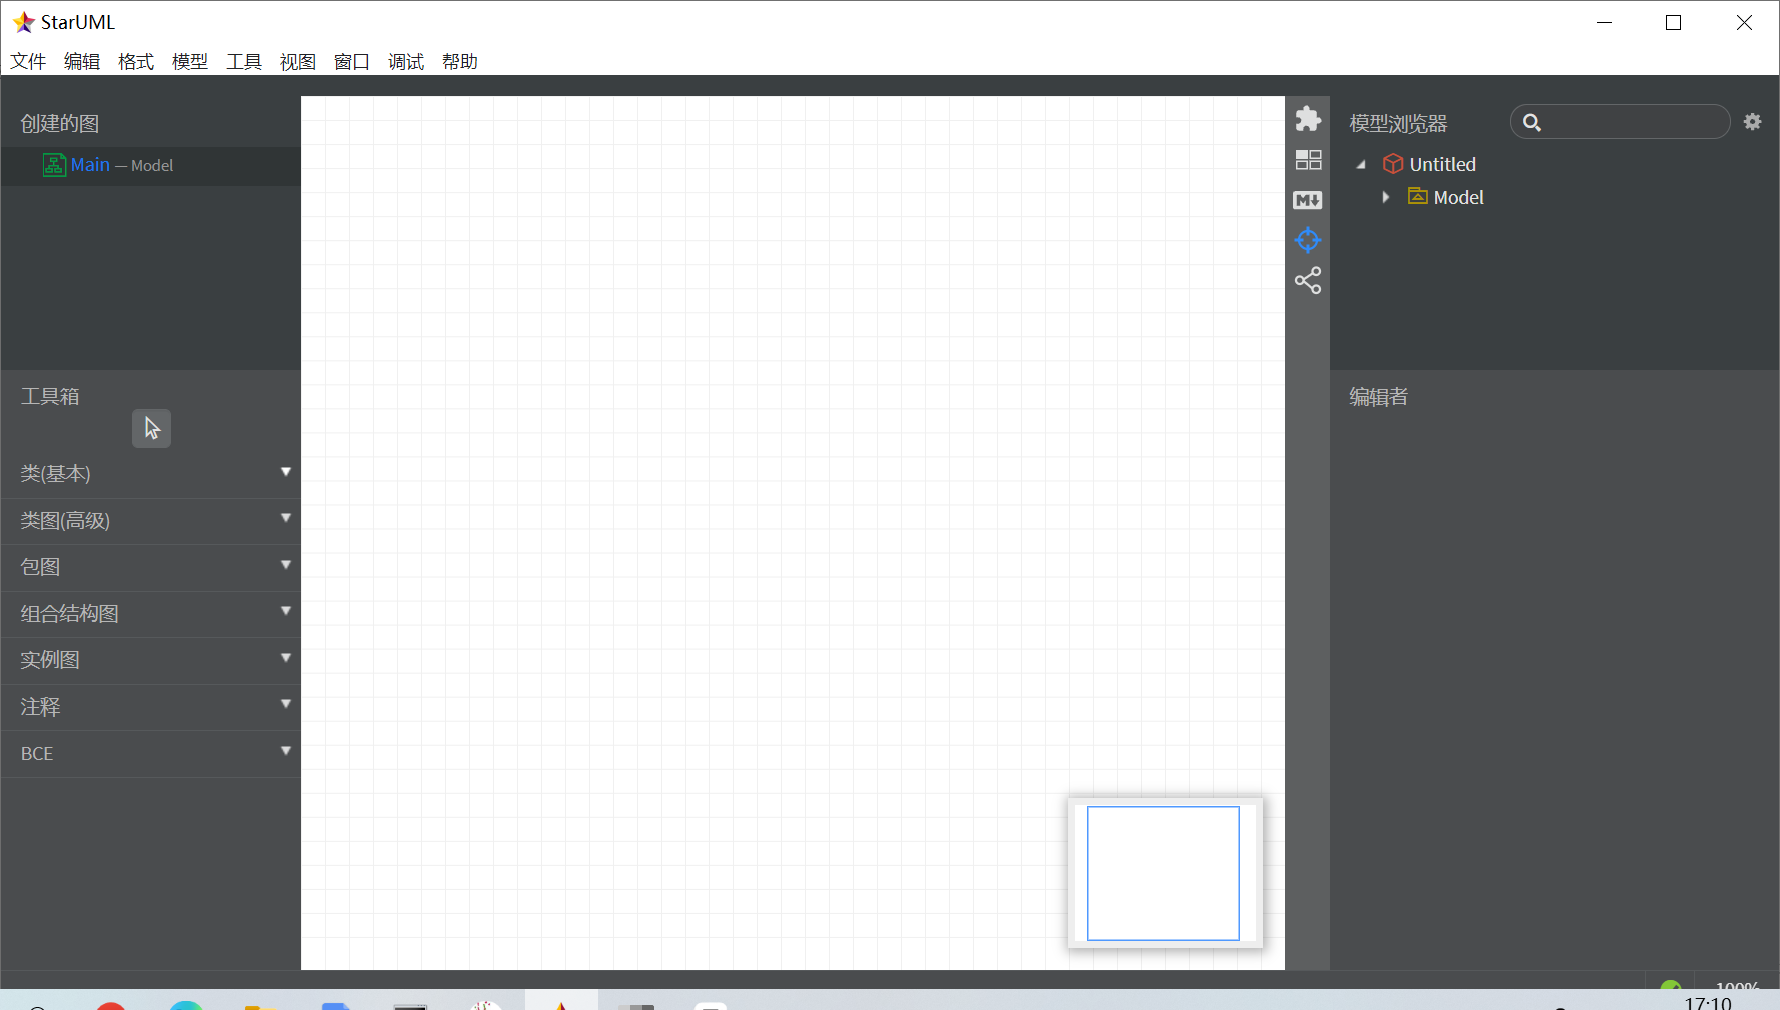 StarUML
文件 编辑 格式 模型 工具 视图 窗口 调试 帮助
创建的图
Main — Model
工具箱
类(基本)
类图(高级)
包图
组合结构图
实例图
注释
BCE
M
模型浏览器
Untitled
Model
编辑者
100%
17:10